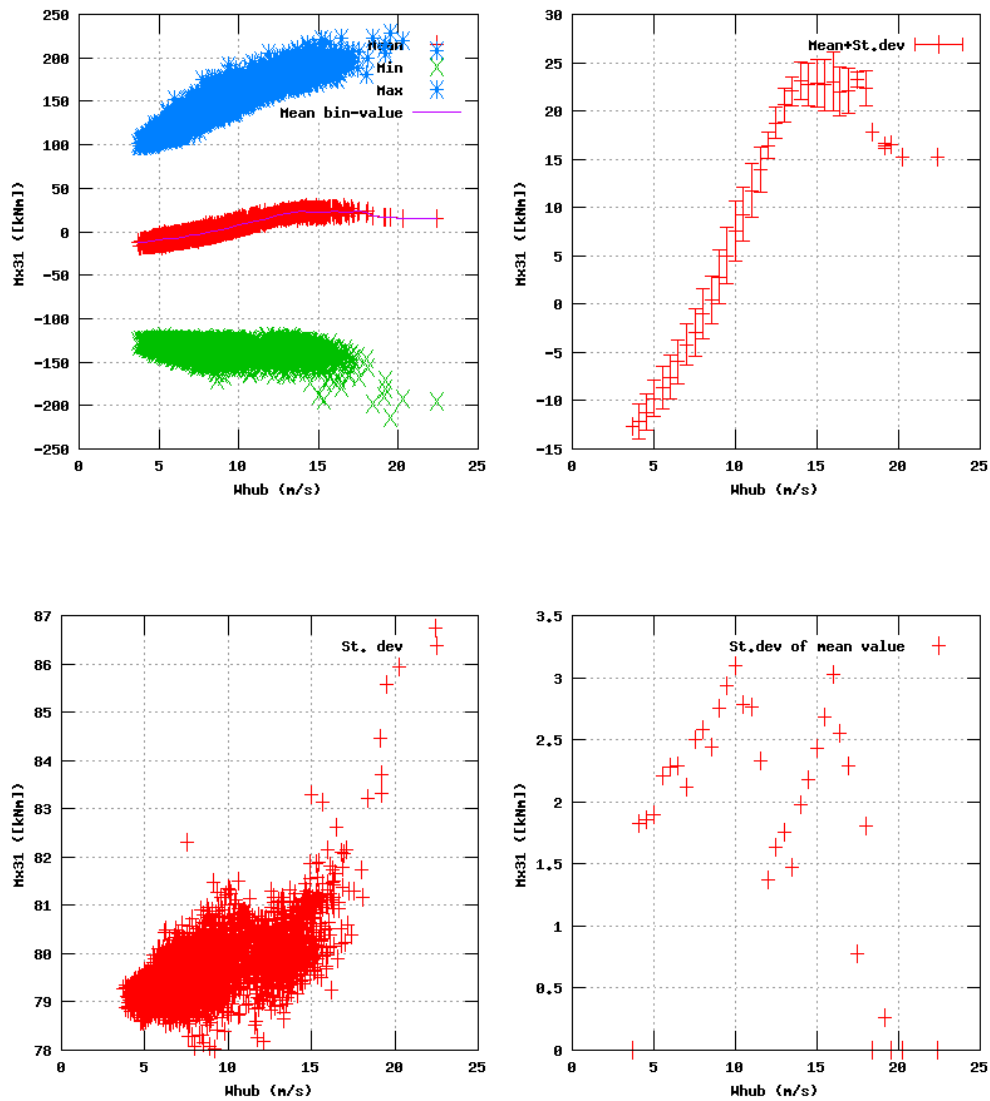 250
200
150
100
50
0
-50
-100
-150
-200
-250
Mx31 ([kNm])
Mean
Min
Max
Mean bin-value
0 5 10 15 20 25
Whub (m/s)
30
25
20
15
10
5
0
-5
-10
-15
Mx31 ([kNm])
Mean+St.dev
0 5 10 15 20 25
Whub (m/s)
87
86
85
84
83
82
81
80
79
78
Mx31 ([kNm])
St. dev
0 5 10 15 20 25
Whub (m/s)
3.5
3
2.5
2
1.5
1
0.5
0
Mx31 ([kNm])
St.dev of mean value
0 5 10 15 20 25
Whub (m/s)